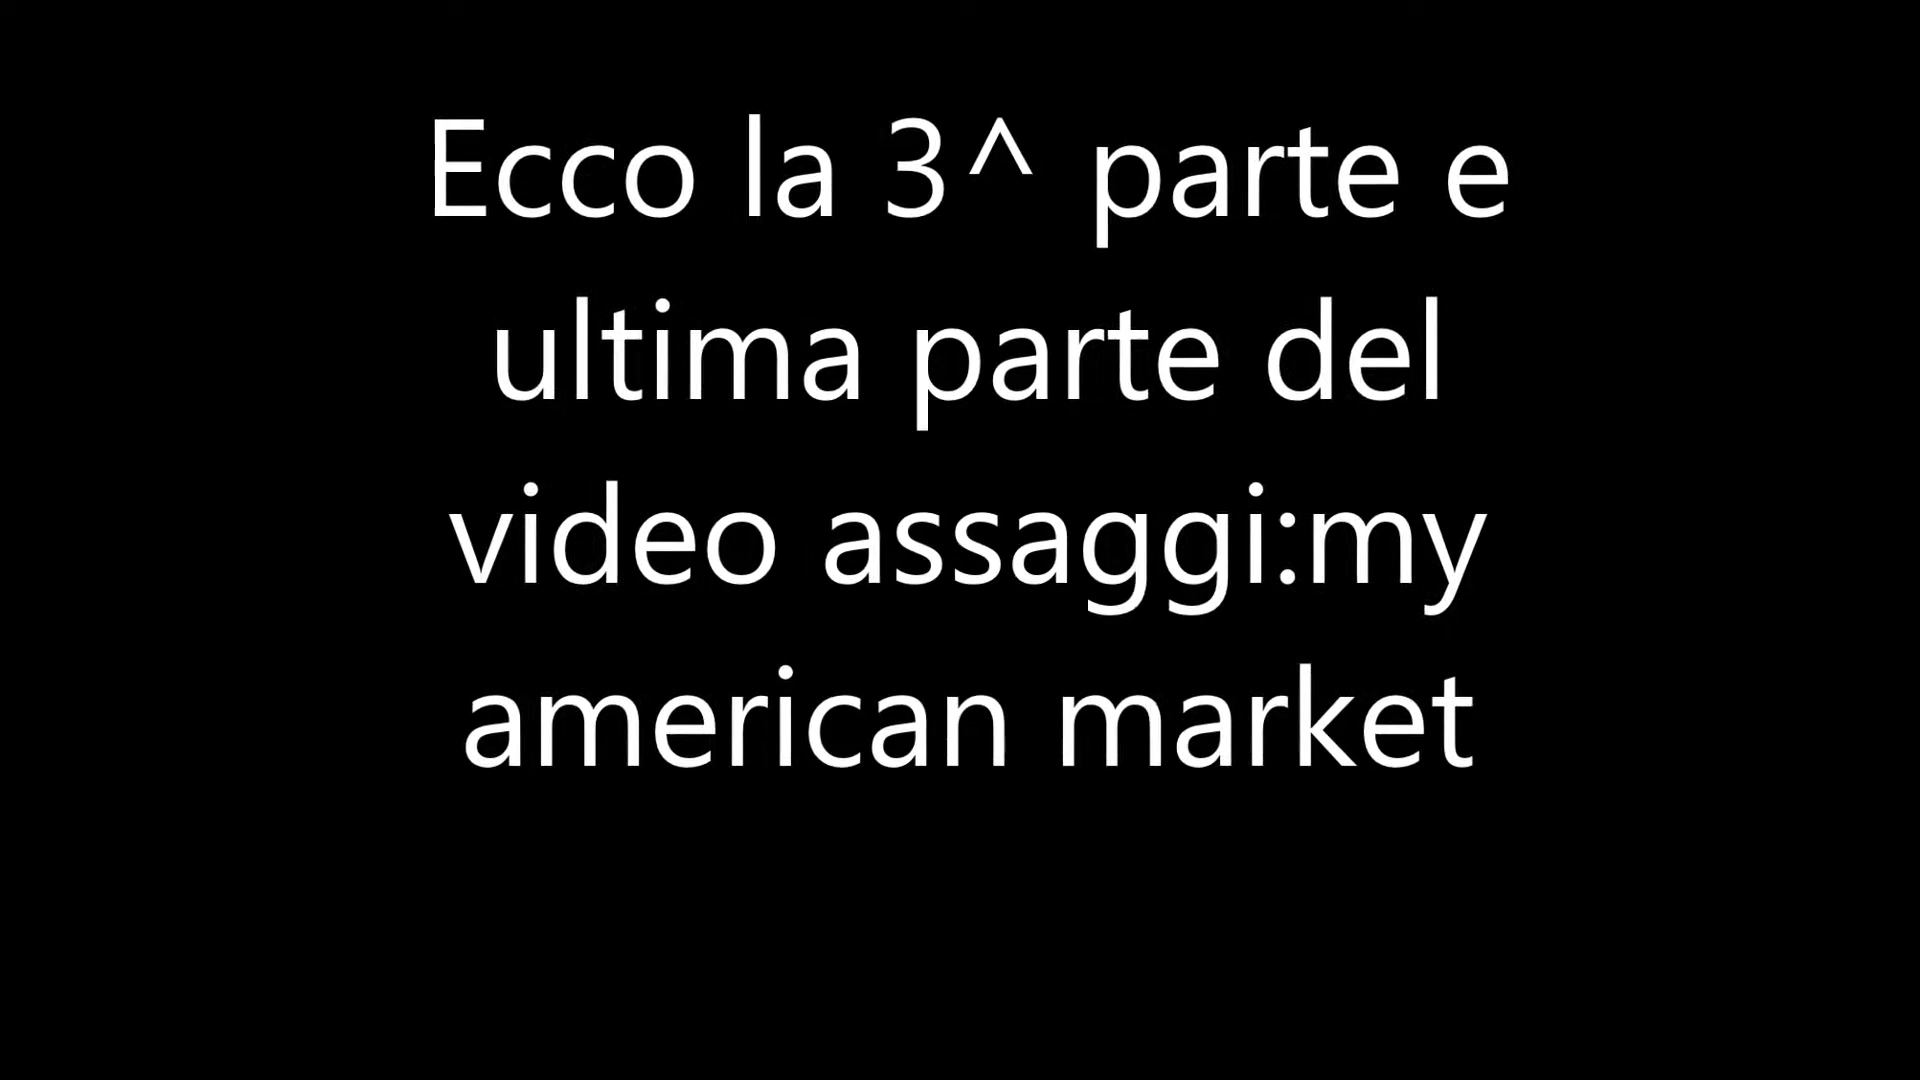 Ecco la 3^ parte e
ultima parte del
video assaggi:my
american market